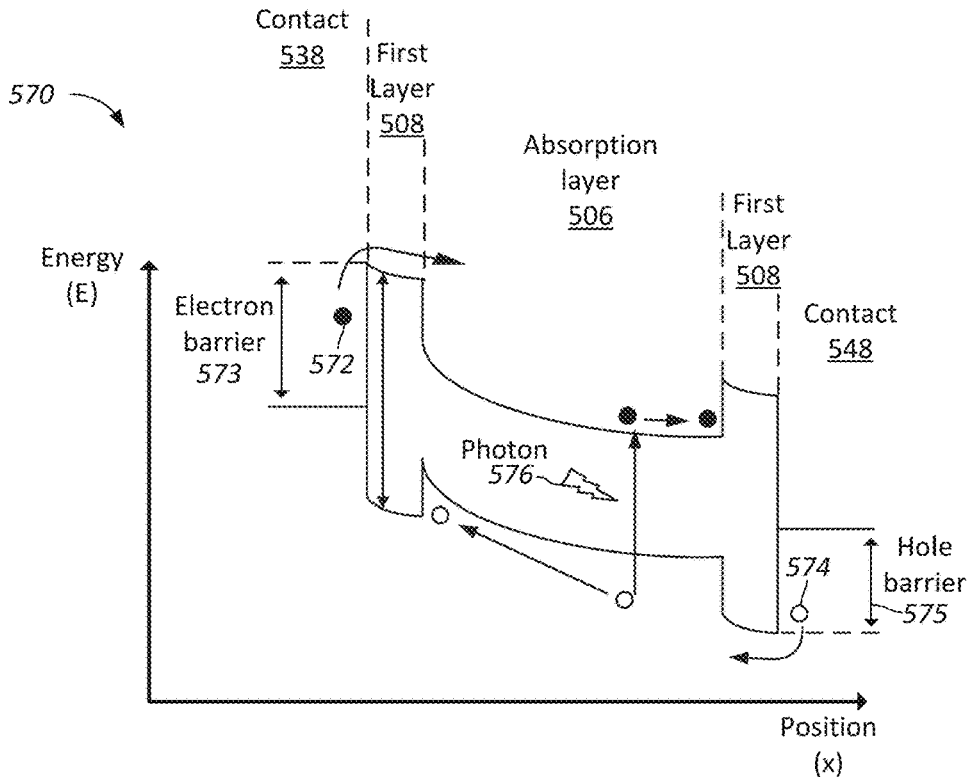 Contact
538
First
Layer
508
570
Absorption
layer
506
First
Layer
508
Contact
548
Energy
(E)
Electron
barrier
573
572
Photon
576
574
Hole
barrier
575
Position
(x)